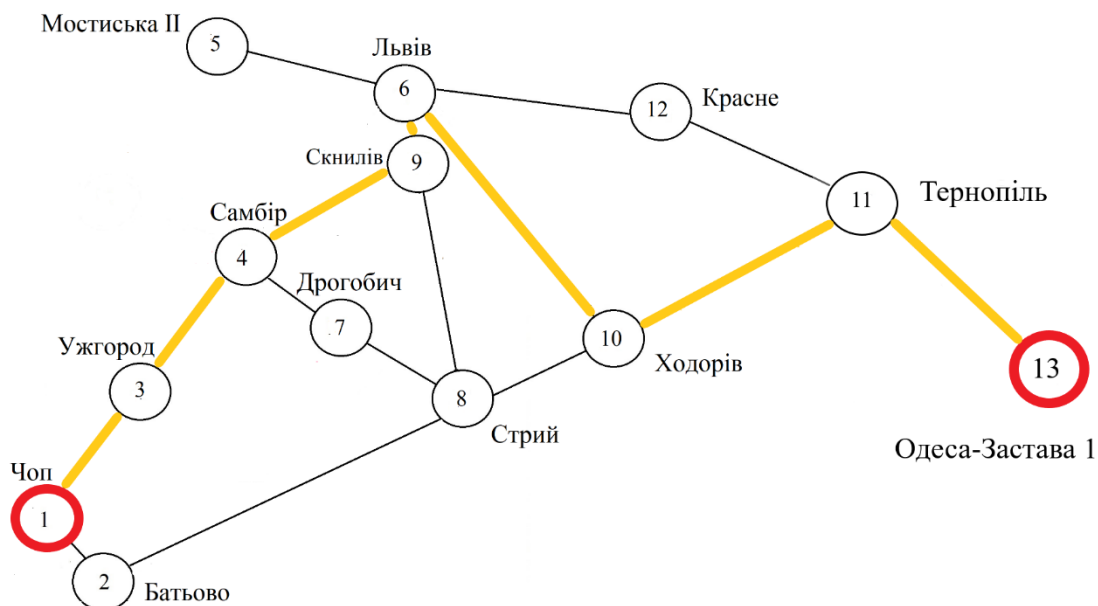 Мостиська ІІ
5
Львів
6
12
Красне
Скнилів
9
11
Тернопіль
Самбір
4
Дрогобич
7
10
Ходорів
Ужгород
3
13
8
Стрий
Одеса-Застава 1
Чоп
1
2
Батьово